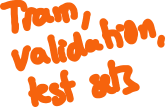 Train,
validation,
test sets